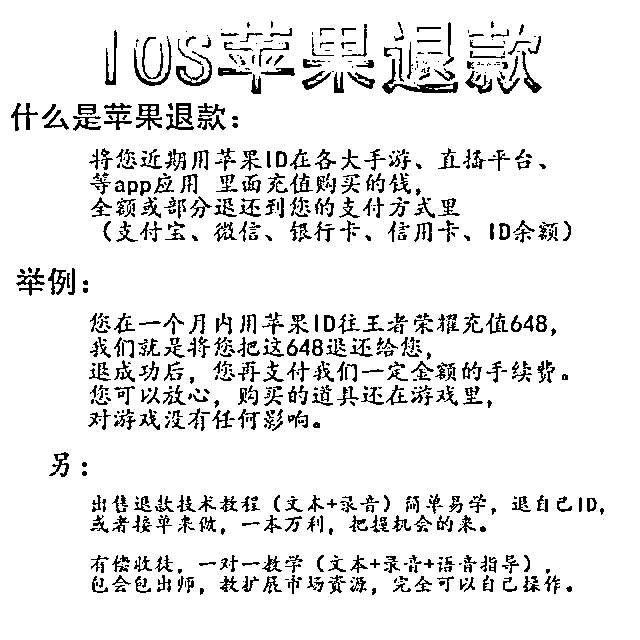 IOS苹果退款
什么是苹果退款：
将您近期用苹果ID在各大手游、直播平台、
等app应用 里面充值购买的钱，
全额或部分退还到您的支付方式里
（支付宝、微信、银行卡、信用卡、ID余额）
举例：
您在一个月内用苹果ID往王者荣耀充值648，
我们就是将您把这648退还给您，
退成功后，您再支付我们一定金额的手续费。
您可以放心，购买的道具还在游戏里，
对游戏没有任何影响。
另：
出售退款技术教程（文本+录音）简单易学，退自己ID，
或者接单来做，一本万利，把握机会的来。
有偿收徒，一对一教学（文本+录音+语音指导），
包会包出师，教扩展市场资源，完全可以自己操作。